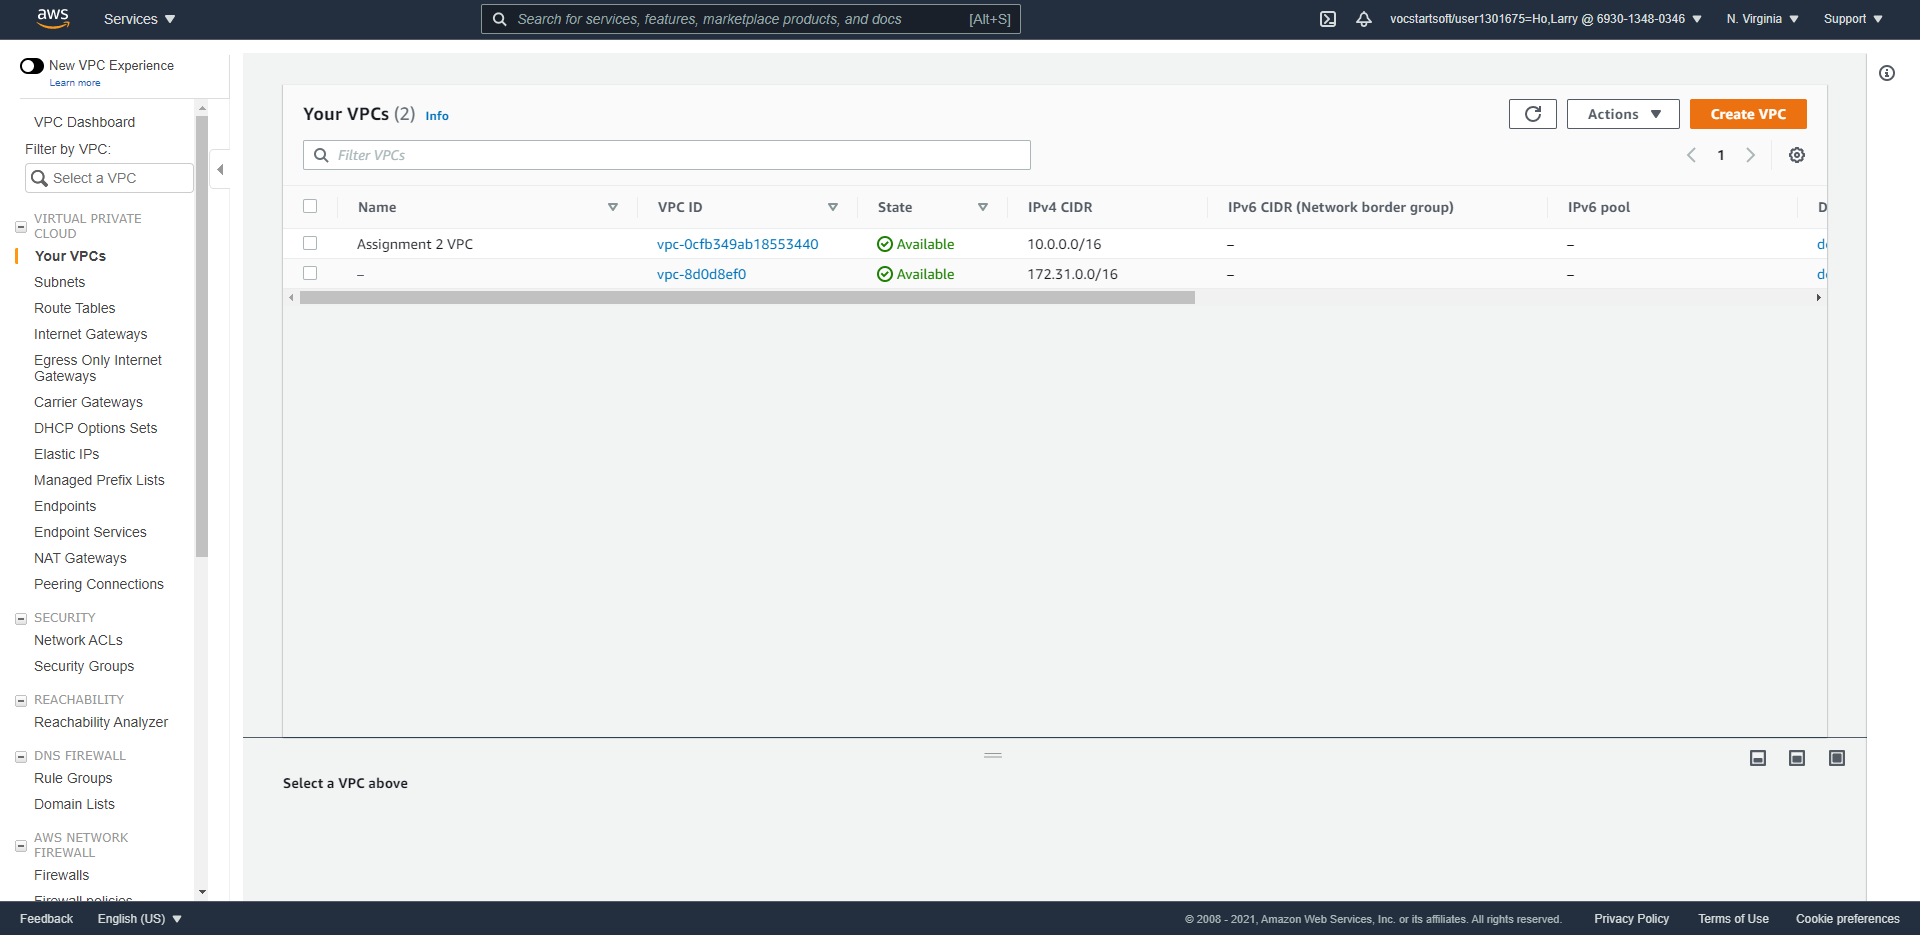 aws
Services
Search for services, features, marketplace products, and docs [Alt+S]
vocstartsoft/user1301675=Ho,Larry @ 6930-1348-0346
N. Virginia
Support
New VPC Experience
Learn more
VPC Dashboard
Filter by VPC:
Select a VPC
VIRTUAL PRIVATE
CLOUD
Your VPCs
Subnets
Route Tables
Internet Gateways
Egress Only Internet
Gateways
Carrier Gateways
DHCP Options Sets
Elastic IPs
Managed Prefix Lists
Endpoints
Endpoint Services
NAT Gateways
Peering Connections
SECURITY
Network ACLs
Security Groups
REACHABILITY
Reachability Analyzer
DNS FIREWALL
Rule Groups
Domain Lists
AWS NETWORK
FIREWALL
Firewalls
Firewall policies
Your VPCs (2) Info
Actions
Create VPC
Filter VPCs
1
Name VPC ID State IPv4 CIDR IPv6 CIDR (Network border group) IPv6 pool D
Assignment 2 VPC vpc-0cfb349ab18553440 Available 10.0.0.0/16 – – d
– vpc-8d0d8ef0 Available 172.31.0.0/16 – – d
Select a VPC above
Feedback
English (US)
© 2008 - 2021, Amazon Web Services, Inc. or its affiliates. All rights reserved.
Privacy Policy
Terms of Use
Cookie preferences